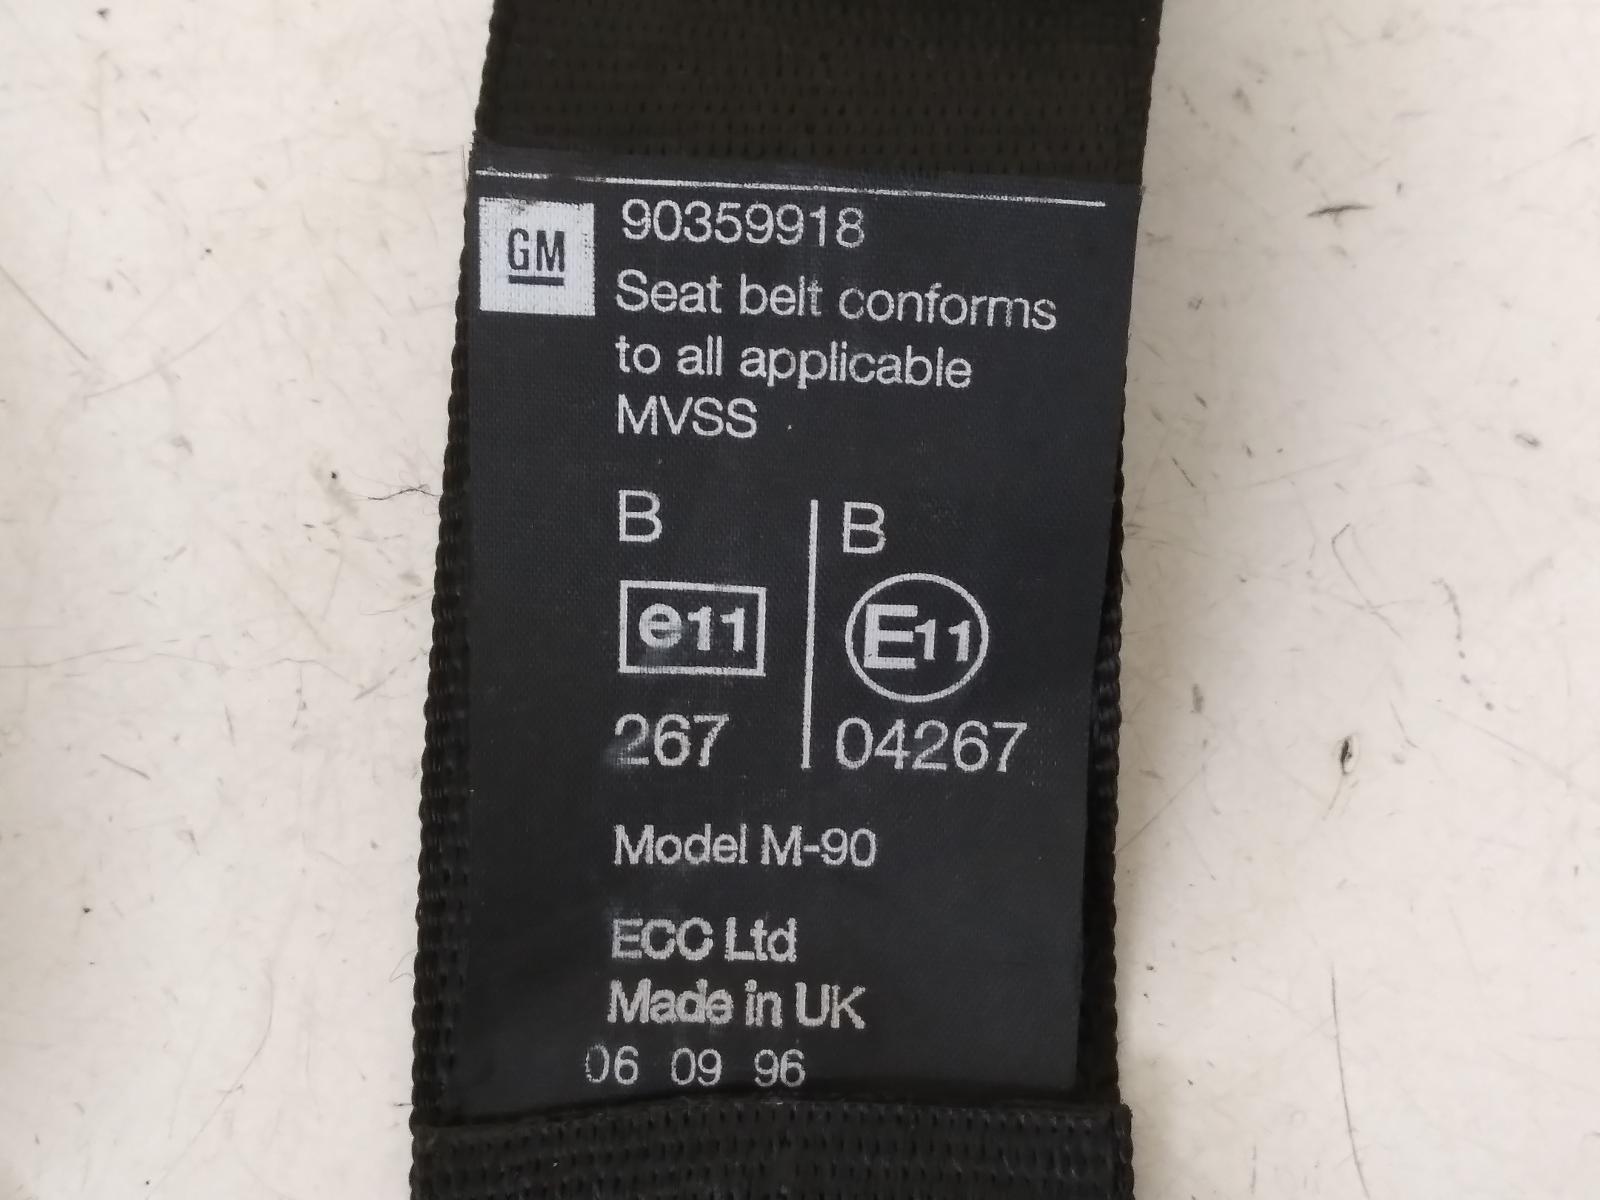 GM
90359918
Seat belt conforms
to all applicable
MVSS
B
B
e11
E11
267
04267
Model M-90
ECC Ltd
Made in UK
06 09 96